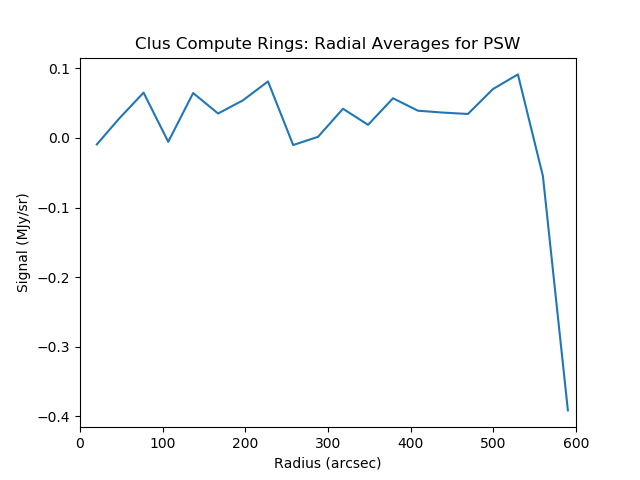 Clus Compute Rings: Radial Averages for PSW
0.1
0.0
−0.1
−0.2
−0.3
−0.4
Signal (MJy/sr)
0 100 200 300 400 500 600
Radius (arcsec)